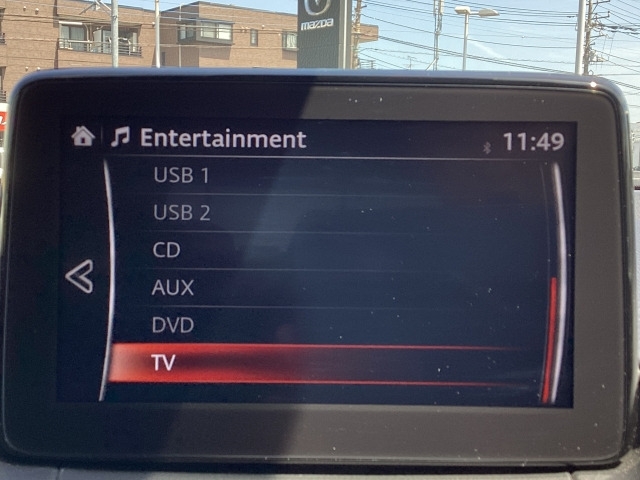 mazda
Entertainment
11:49
USB 1
USB 2
CD
AUX
DVD
TV